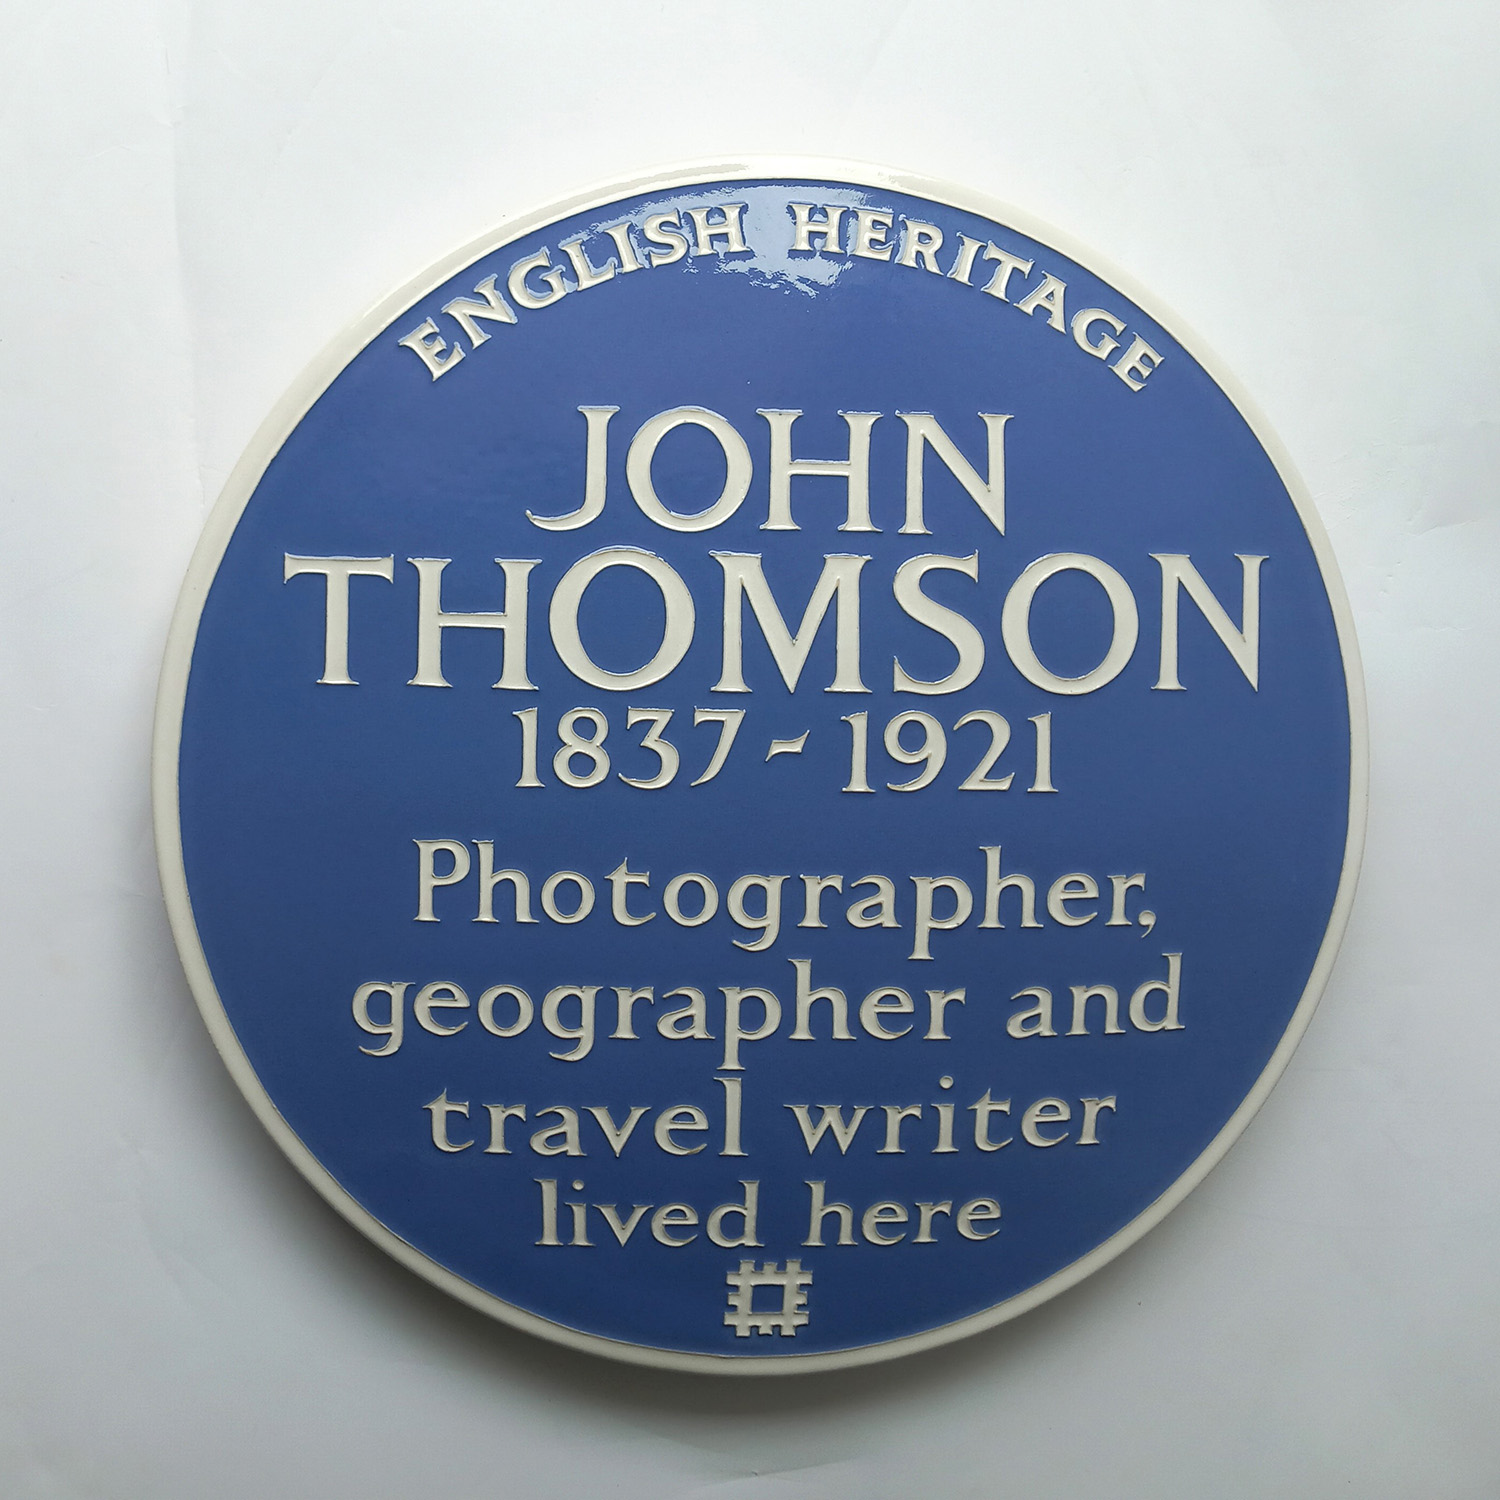 ENGLISH HERITAGE
JOHN
THOMSON
1837-1921
Photographer,
geographer and
travel writer
lived here